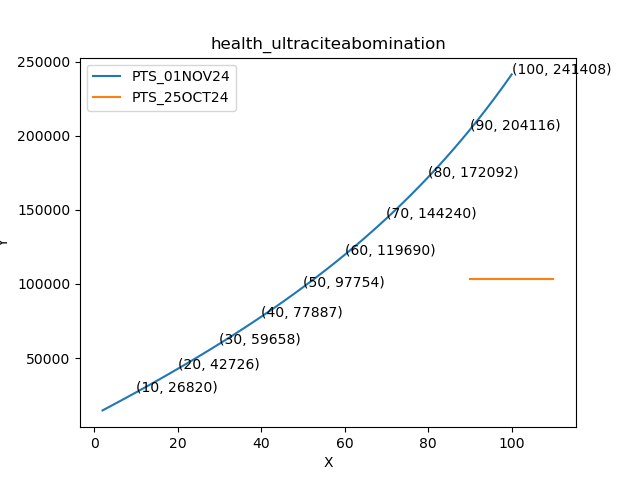 health_ultraciteabomination
PTS_01NOV24
PTS_25OCT24
250000
200000
150000
100000
50000
Y
(100, 241408)
(90, 204116)
(80, 172092)
(70, 144240)
(60, 119690)
(50, 97754)
(40, 77887)
(30, 59658)
(20, 42726)
(10, 26820)
0 20 40 60 80 100
X